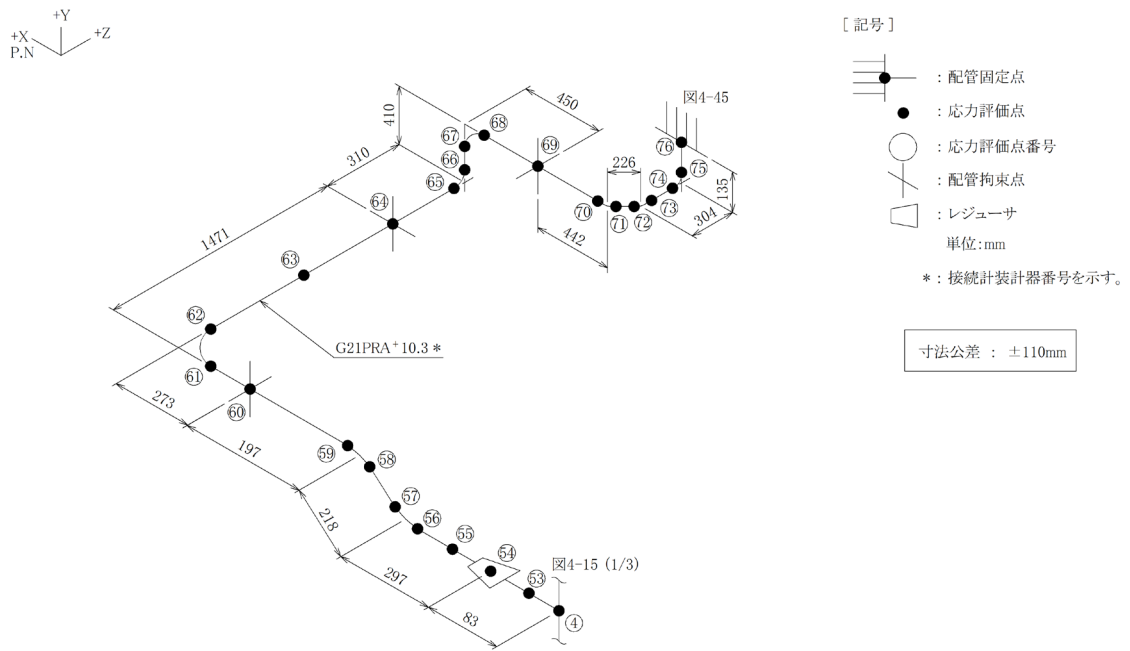 +Y
+X
P.N
+Z
[ 記号 ]
: 配管固定点
: 応力評価点
: 応力評価点番号
: 配管拘束点
: レジューサ
単位:mm
* : 接続計装計器番号を示す。
寸法公差 : ±110mm
図4-45
450
410
68
67
66
65
69
76
75
74
73
72
71
70
226
135
304
442
310
64
1471
63
62
G21PRA+10.3 *
61
60
273
197
59
58
218
57
56
55
54
図4-15 (1/3)
53
297
83
4